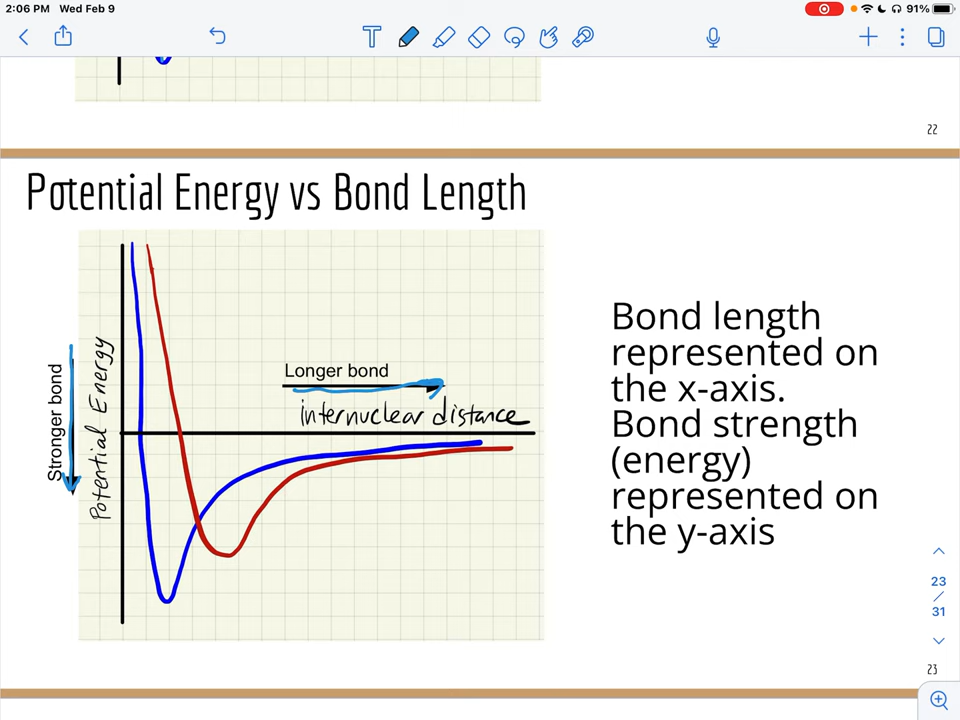 2:06 PM Wed Feb 9
91%
T
22
Potential Energy vs Bond Length
Stronger bond
Potential Energy
Longer bond
internuclear distance
Bond length
represented on
the x-axis.
Bond strength
(energy)
represented on
the y-axis
23
/
31
23